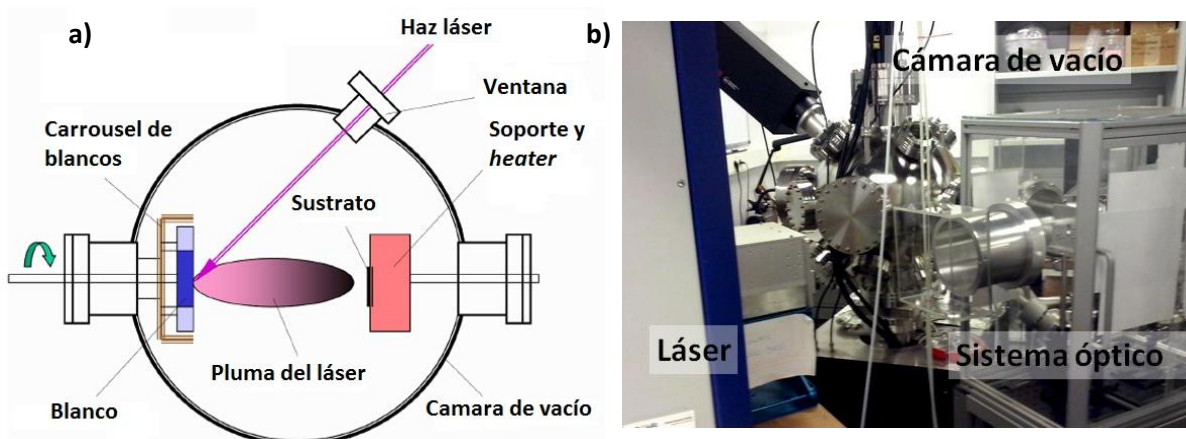 a)
Haz láser
Ventana
Carrousel de
blancos
Soporte y
heater
Sustrato
Pluma del láser
Blanco
Camara de vacío
b)
Cámara de vacío
Láser
Sistema óptico